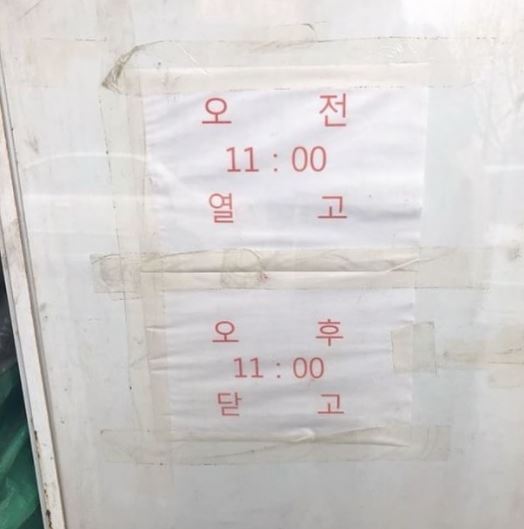 오 전
11 : 00
열 고
오 후
11 : 00
닫 고